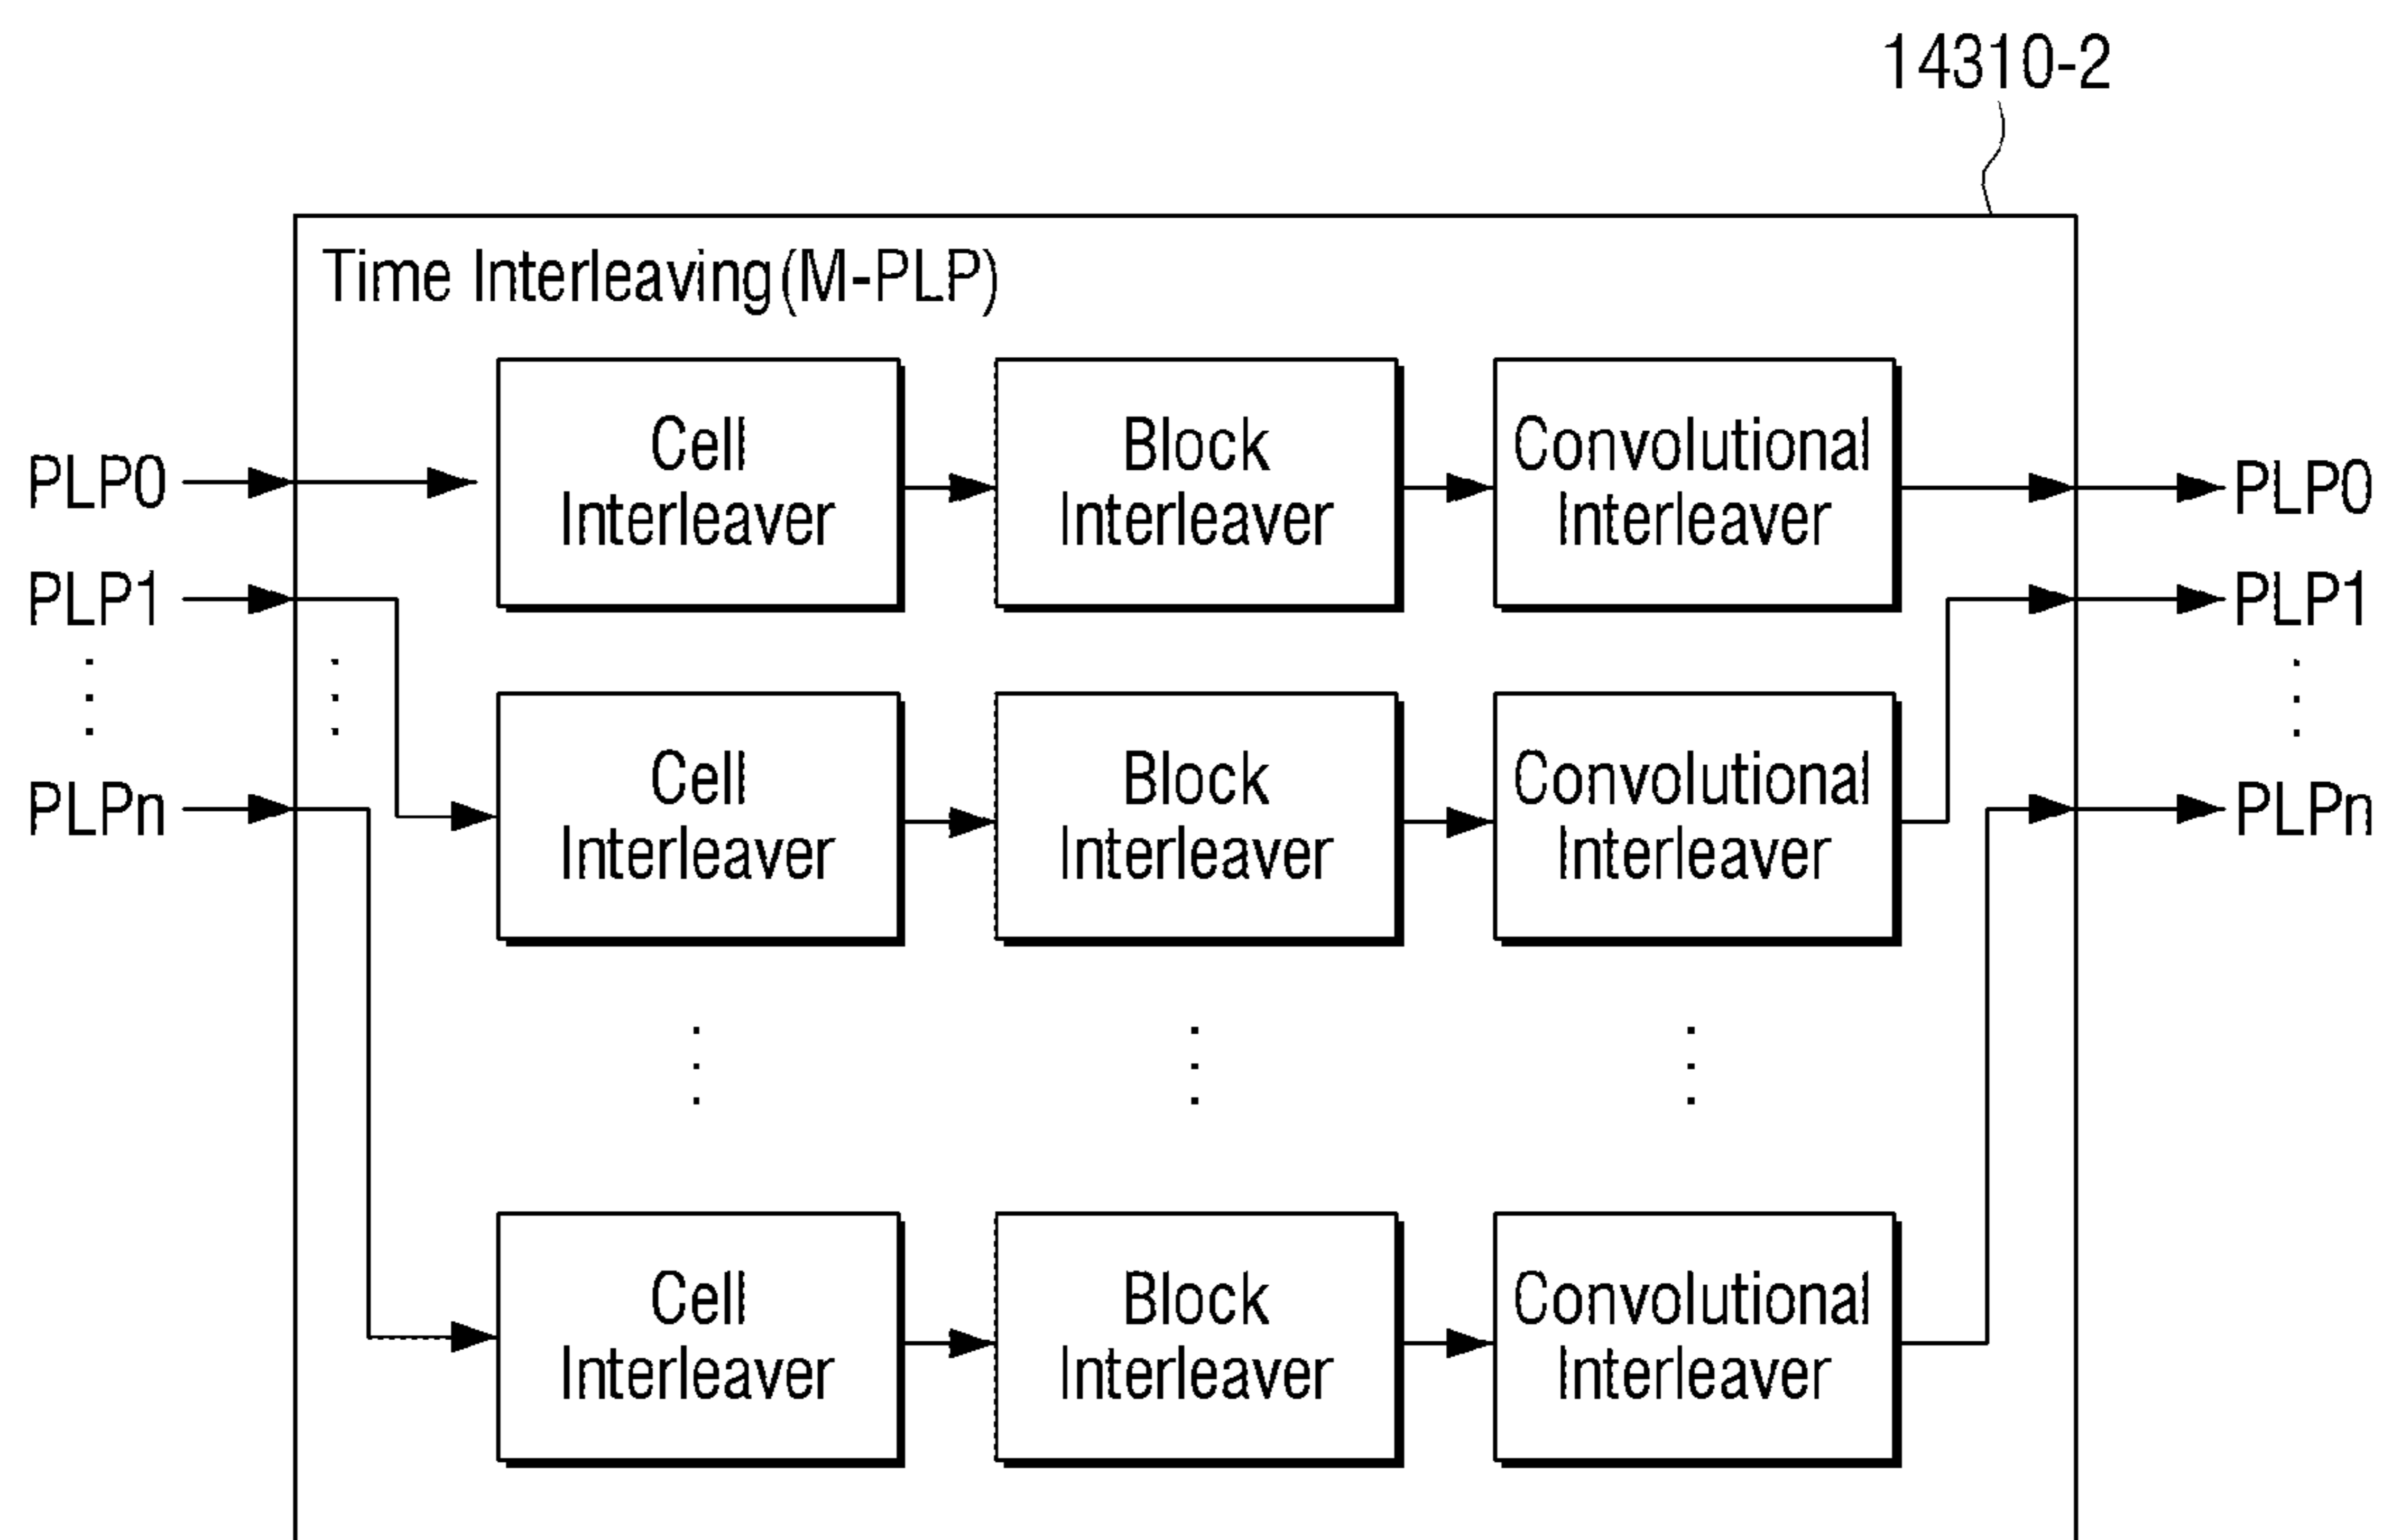 14310-2
Time Interleaving(M-PLP)
PLP0
Cell
Interleaver
Block
Interleaver
Convolutional
Interleaver
PLP0
PLP1
PLP1
PLPn
Cell
Interleaver
Block
Interleaver
Convolutional
Interleaver
PLPn
Cell
Interleaver
Block
Interleaver
Convolutional
Interleaver